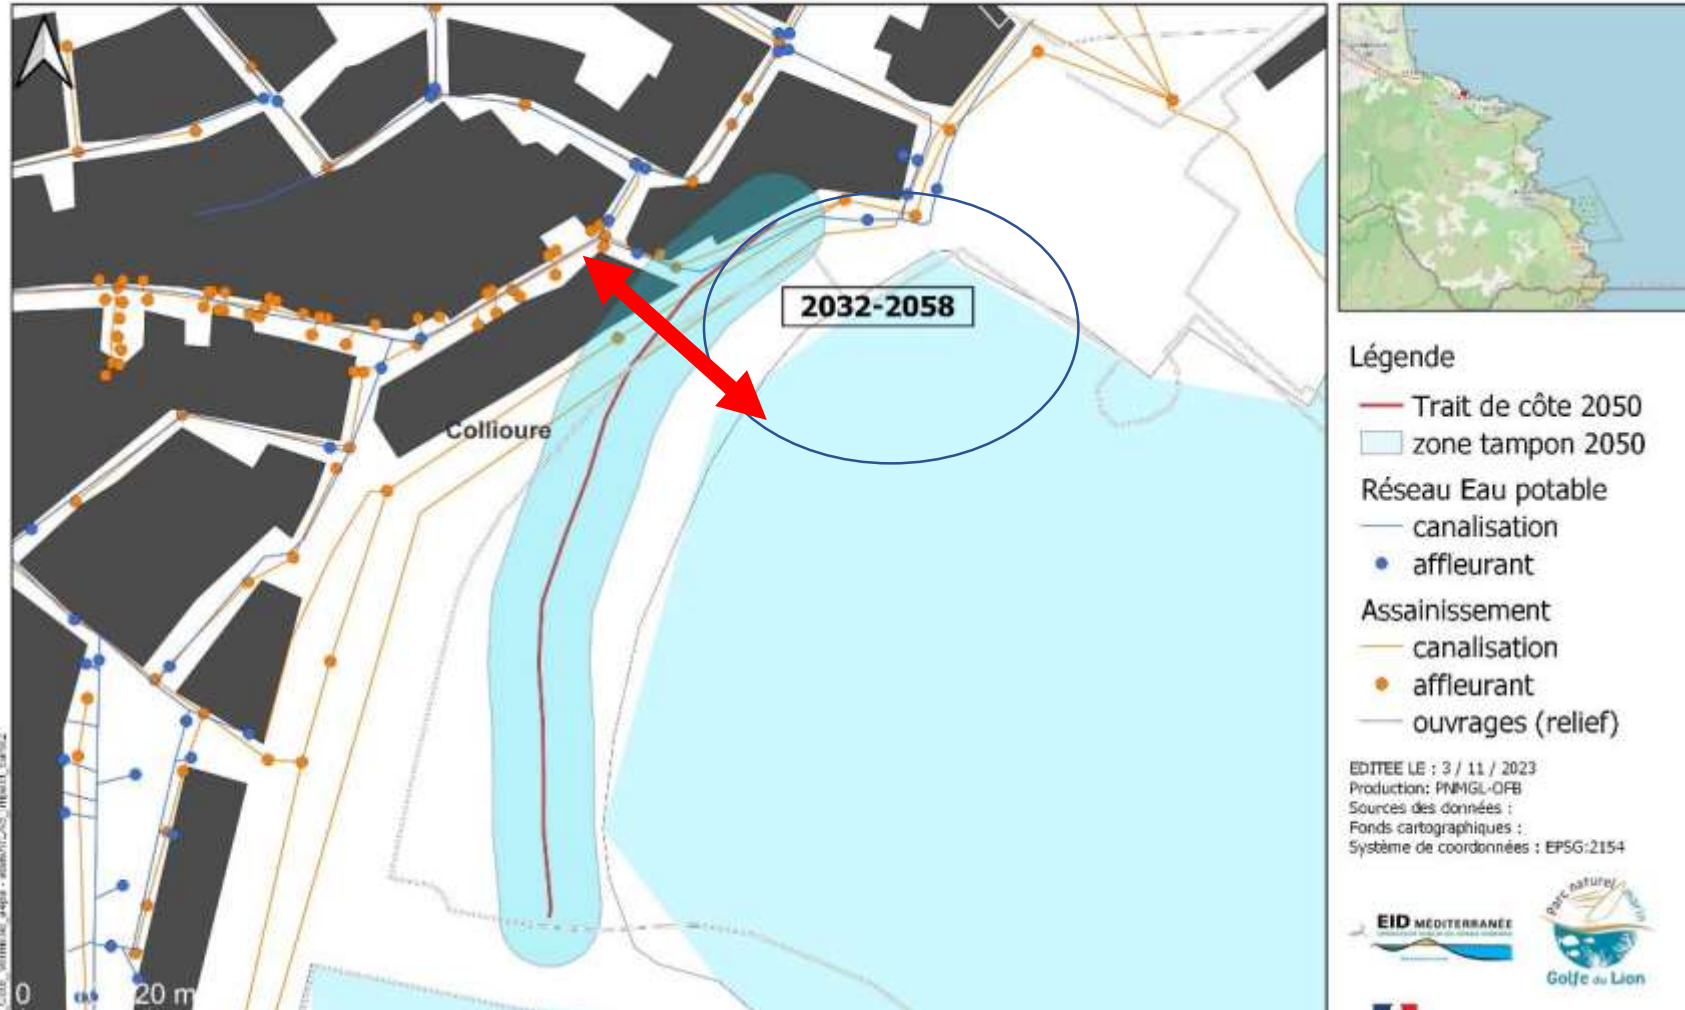 2032-2058
Collioure
0 20 m
Légende
Trait de côte 2050
zone tampon 2050
Réseau Eau potable
canalisation
affleurant
Assainissement
canalisation
affleurant
ouvrages (relief)
EDITEE LE : 3 / 11 / 2023
Production: PNMGL-OFB
Sources des données :
Fonds cartographiques :
Système de coordonnées : EPSG:2154
EID MÉDITERRANÉE
Parc naturel marin
Golfe du Lion